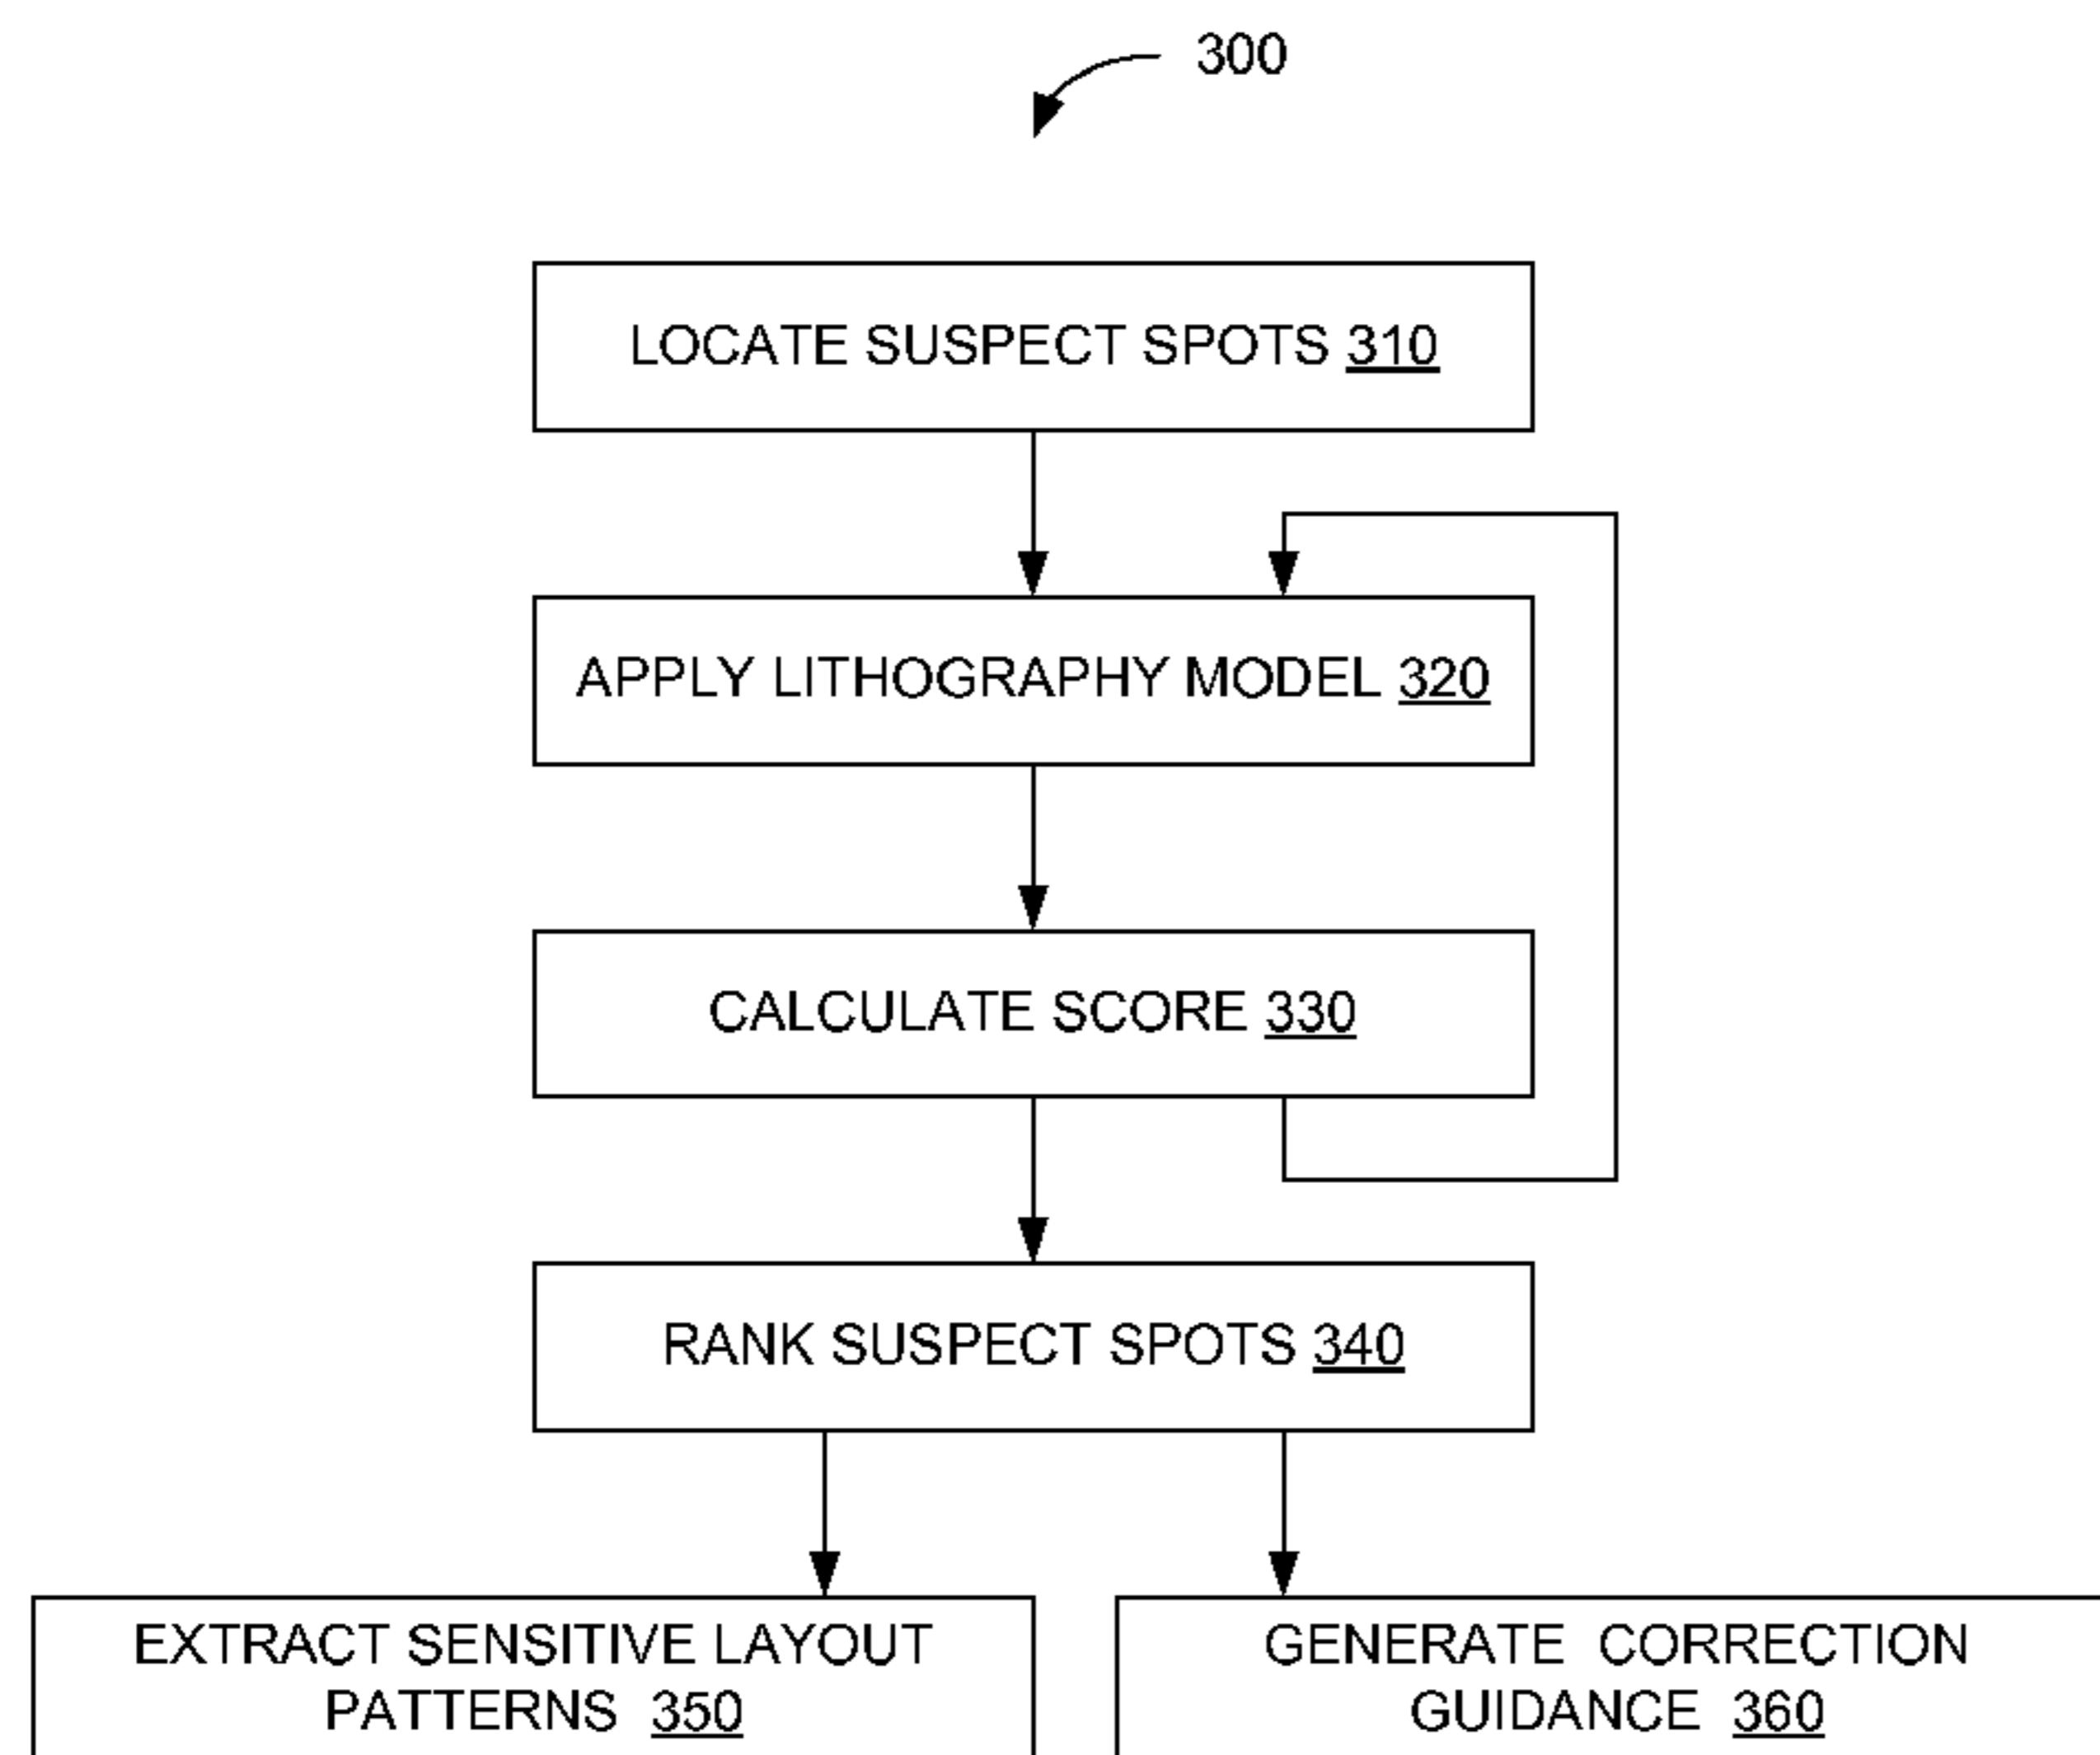 300
LOCATE SUSPECT SPOTS 310
APPLY LITHOGRAPHY MODEL 320
CALCULATE SCORE 330
RANK SUSPECT SPOTS 340
EXTRACT SENSITIVE LAYOUT
PATTERNS 350
GENERATE CORRECTION
GUIDANCE 360